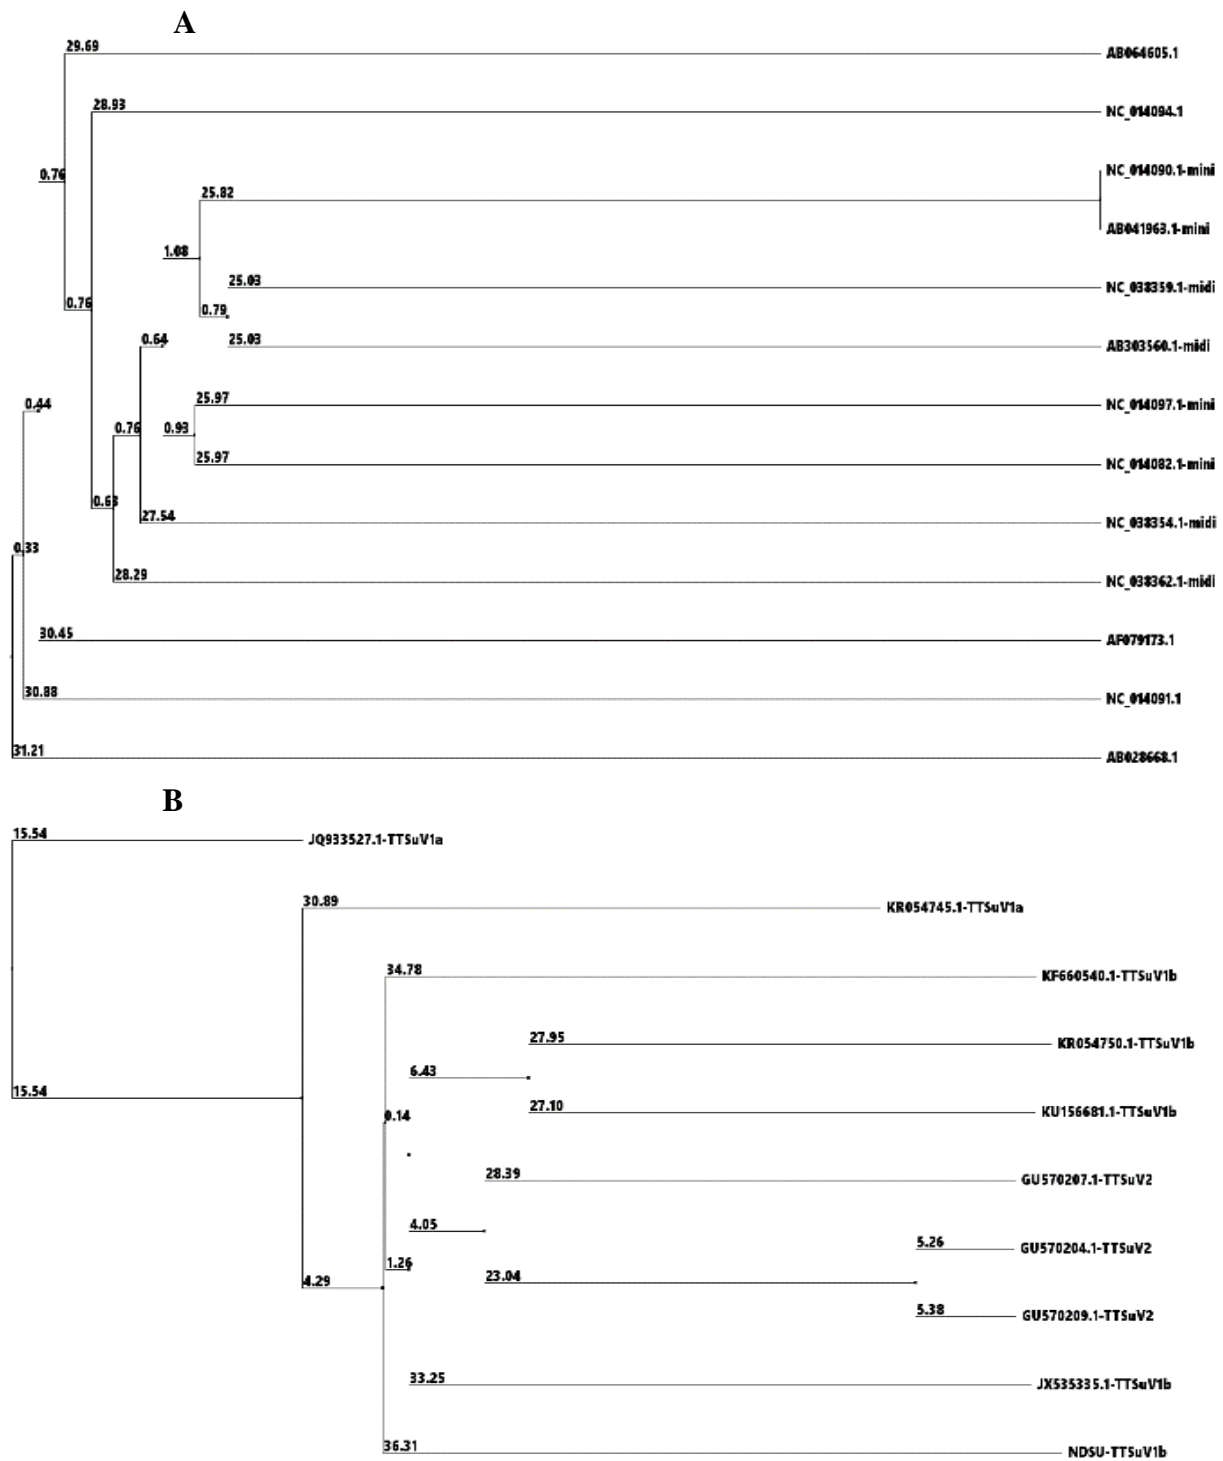 A
29.69
AB064605.1
28.93
NC_014094.1
NC_014090.1-mini
0.76
25.82
AB041963.1-mini
1.08
25.03
NC_038359.1-midi
0.76
0.79
0.64
25.03
AB303560.1-midi
0.44
25.97
NC_014097.1-mini
0.76
0.93
25.97
NC_014082.1-mini
0.63
27.54
NC_038354.1-midi
0.33
28.29
NC_038362.1-midi
30.45
AF079173.1
30.88
NC_014091.1
31.21
AB028668.1
B
15.54
JQ933527.1-TTSuV1a
30.89
KR054745.1-TTSuV1a
34.78
KF660540.1-TTSuV1b
27.95
KR054750.1-TTSuV1b
6.43
15.54
27.10
KU156681.1-TTSuV1b
0.14
28.39
GU570207.1-TTSuV2
4.05
5.26
GU570204.1-TTSuV2
1.26
4.29
23.04
5.38
GU570209.1-TTSuV2
33.25
JX535335.1-TTSuV1b
36.31
NDSU-TTSuV1b